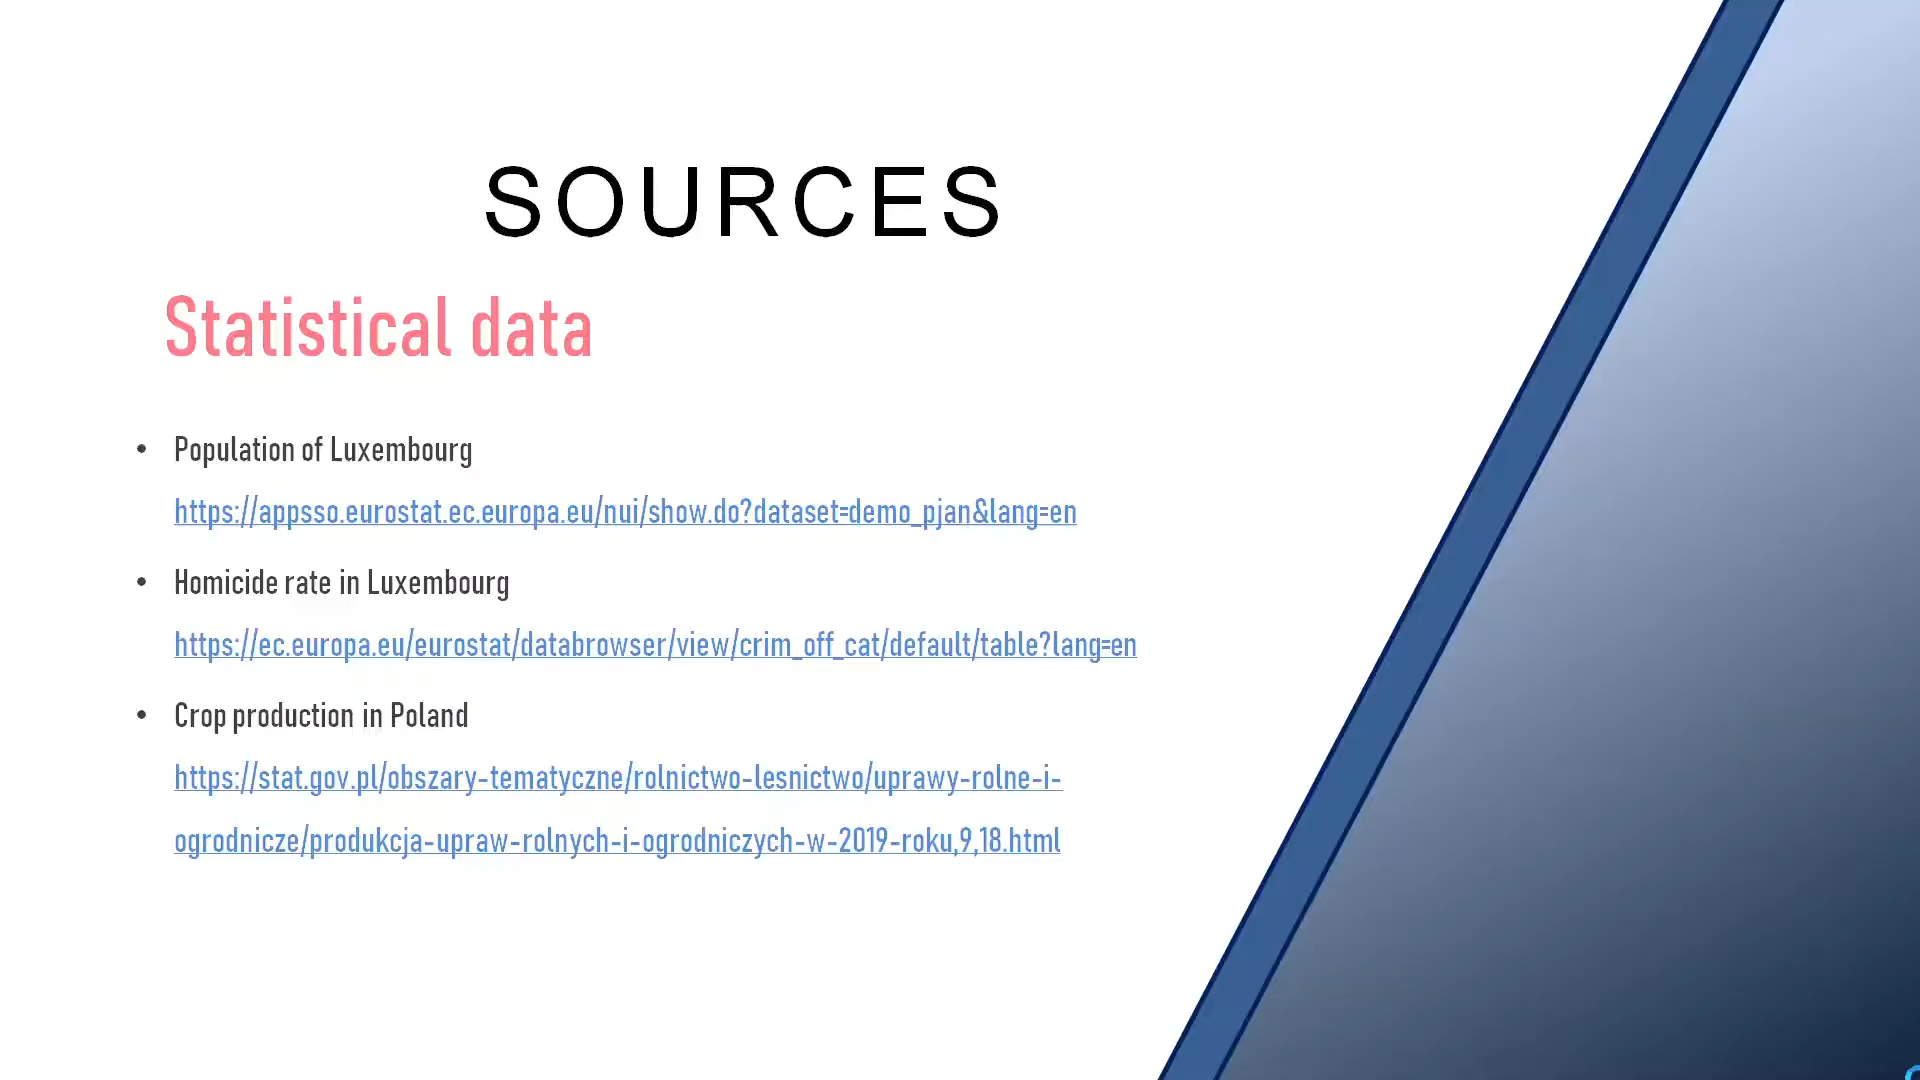 SOURCES
Statistical data
• Population of Luxembourg
https://appsso.eurostat.ec.europa.eu/nui/show.do?dataset=demo_pjan&lang=en
• Homicide rate in Luxembourg
https://ec.europa.eu/eurostat/databrowser/view/crim_off_cat/default/table?lang=en
• Crop production in Poland
https://stat.gov.pl/obszary-tematyczne/rolnictwo-lesnictwo/uprawy-rolne-i-
ogrodnicze/produkcja-upraw-rolnych-i-ogrodniczych-w-2019-roku,9,18.html